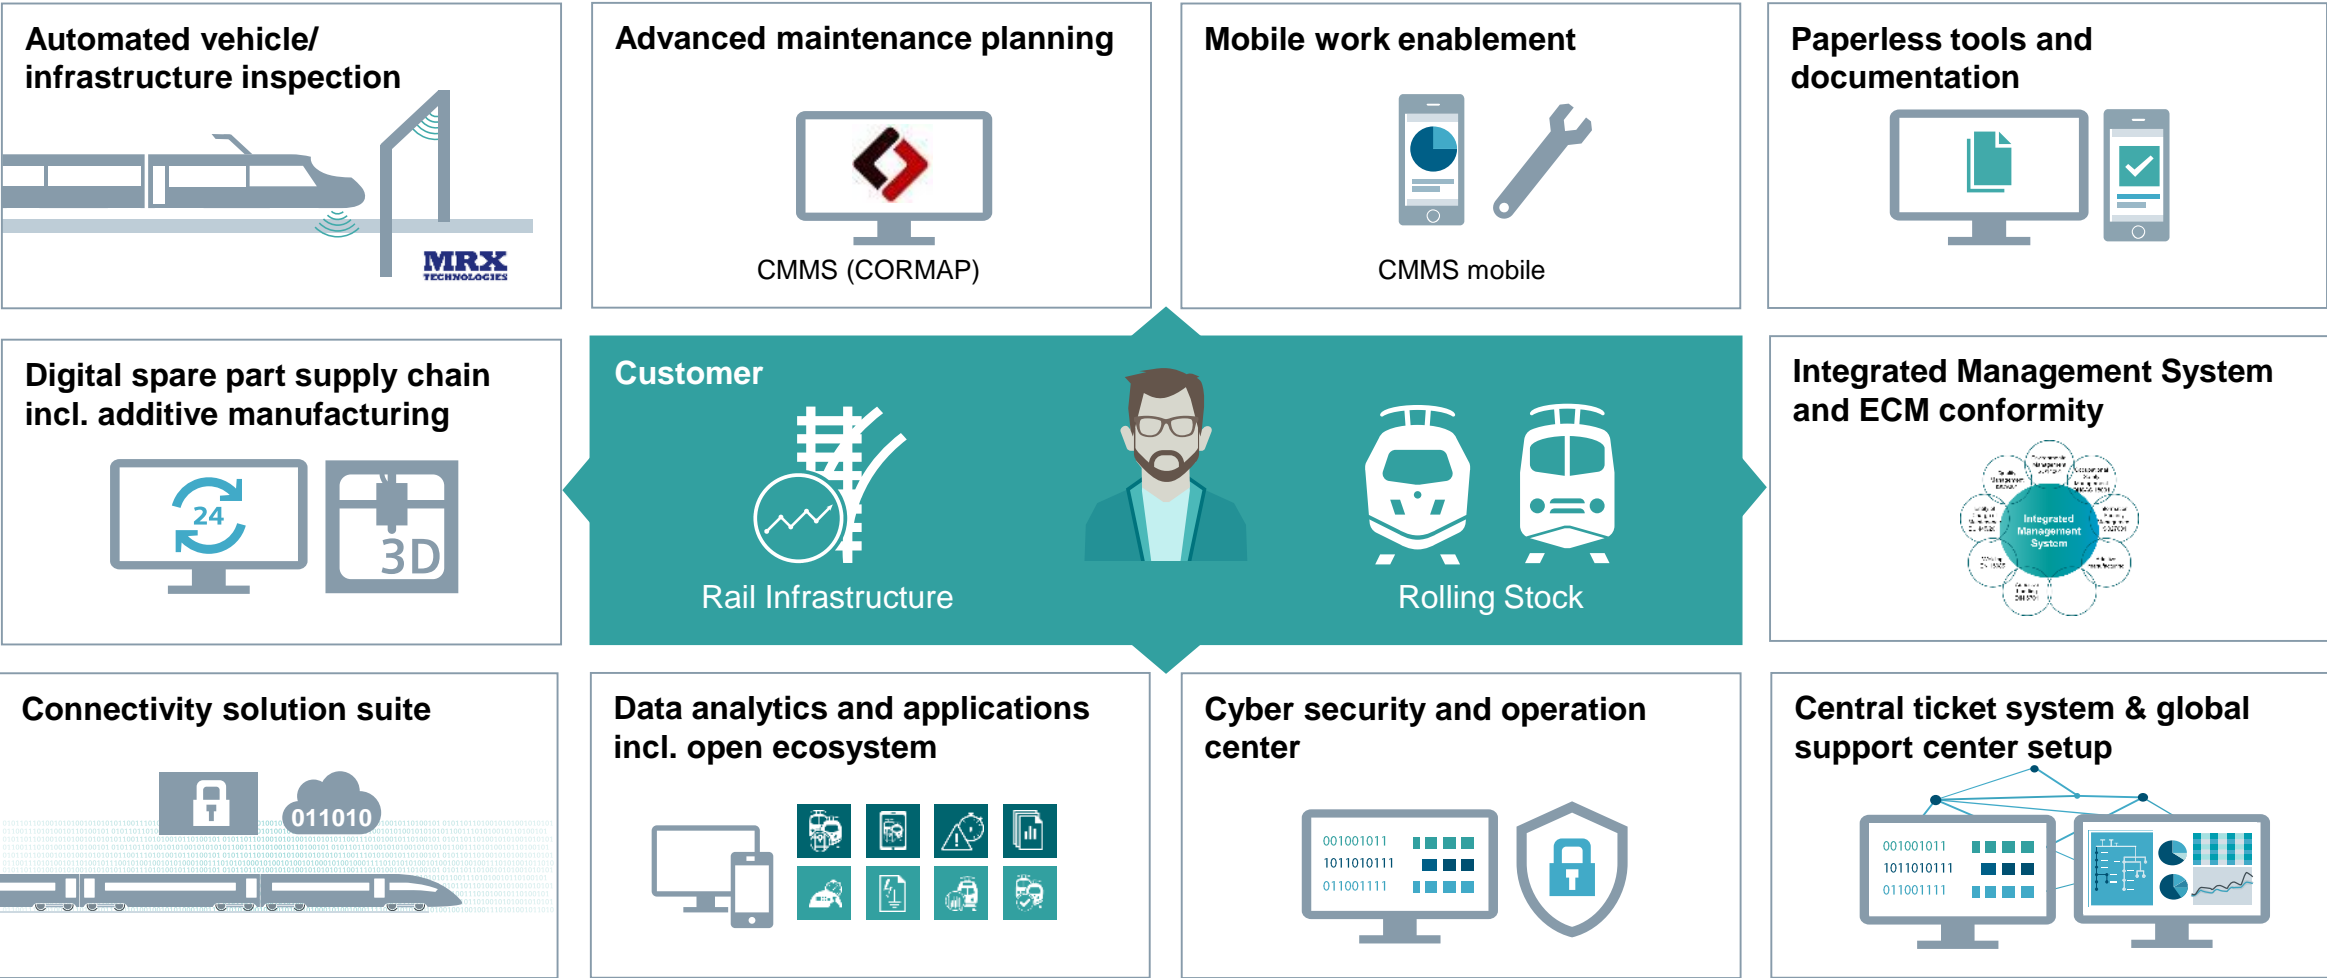 Automated vehicle/
infrastructure inspection
MRX
TECHNOLOGIES
Advanced maintenance planning
CMMS (CORMAP)
Mobile work enablement
CMMS mobile
Paperless tools and
documentation
Digital spare part supply chain
incl. additive manufacturing
24
3D
Customer
Rail Infrastructure
Rolling Stock
Integrated Management System
and ECM conformity
Integrated
Management
System
Connectivity solution suite
011010
Data analytics and applications
incl. open ecosystem
Cyber security and operation
center
001001011
1011010111
011001111
Central ticket system & global
support center setup
001001011
1011010111
011001111